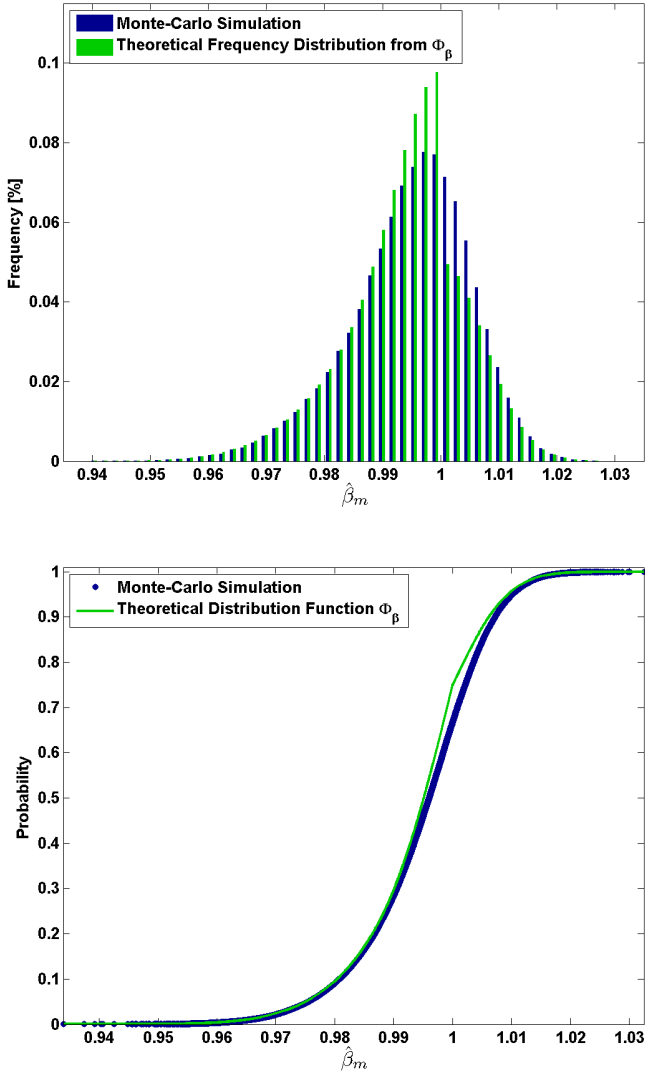 Monte-Carlo Simulation
Theoretical Frequency Distribution from Φβ
0.1
0.08
0.06
0.04
0.02
0
Frequency [%]
0.94 0.95 0.96 0.97 0.98 0.99 1 1.01 1.02 1.03
β̂m
Monte-Carlo Simulation
Theoretical Distribution Function Φβ
1
0.9
0.8
0.7
0.6
0.5
0.4
0.3
0.2
0.1
0
Probability
0.94 0.95 0.96 0.97 0.98 0.99 1 1.01 1.02 1.03
β̂m